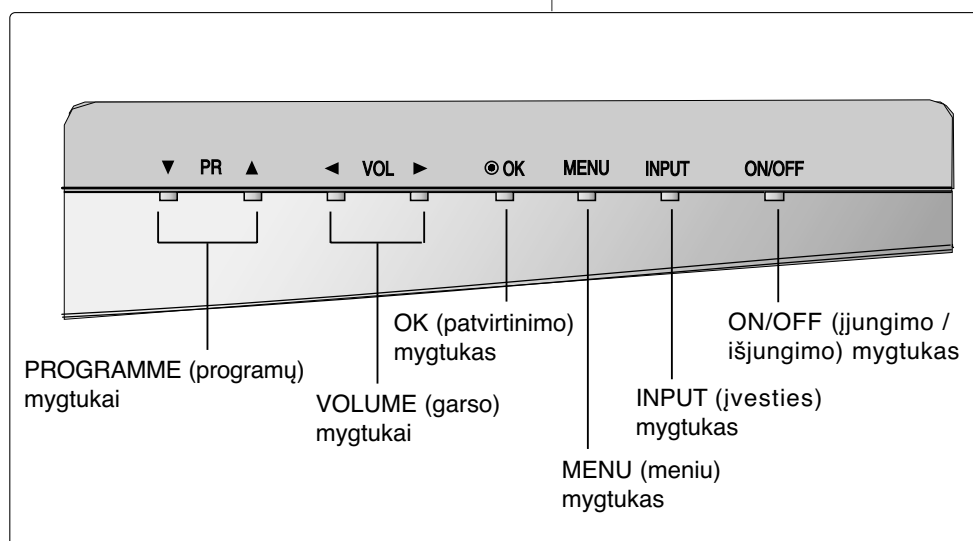 ▼ PR ▲ ◄ VOL ► ◉ OK MENU INPUT ON/OFF
PROGRAMME (programų)
mygtukai
VOLUME (garso)
mygtukai
OK (patvirtinimo)
mygtukas
MENU (meniu)
mygtukas
INPUT (įvesties)
mygtukas
ON/OFF (įjungimo /
išjungimo) mygtukas